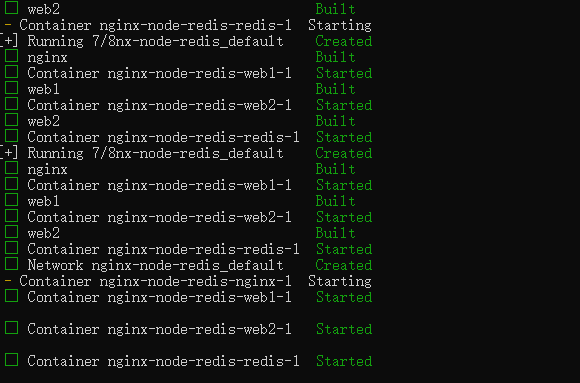 □ web2 Built
- Container nginx-node-redis-redis-1 Starting
[+] Running 7/8nx-node-redis_default Created
□ nginx Built
□ Container nginx-node-redis-web1-1 Started
□ web1 Built
□ Container nginx-node-redis-web2-1 Started
□ web2 Built
□ Container nginx-node-redis-redis-1 Started
[+] Running 7/8nx-node-redis_default Created
□ nginx Built
□ Container nginx-node-redis-web1-1 Started
□ web1 Built
□ Container nginx-node-redis-web2-1 Started
□ web2 Built
□ Container nginx-node-redis-redis-1 Started
□ Network nginx-node-redis_default Created
- Container nginx-node-redis-nginx-1 Starting
□ Container nginx-node-redis-web1-1 Started
□ Container nginx-node-redis-web2-1 Started
□ Container nginx-node-redis-redis-1 Started